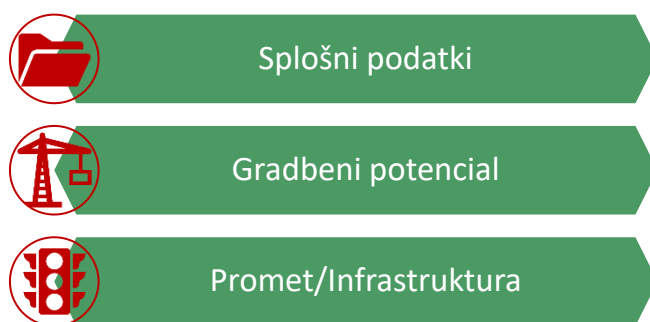 Splošni podatki
Gradbeni potencial
Promet/Infrastruktura